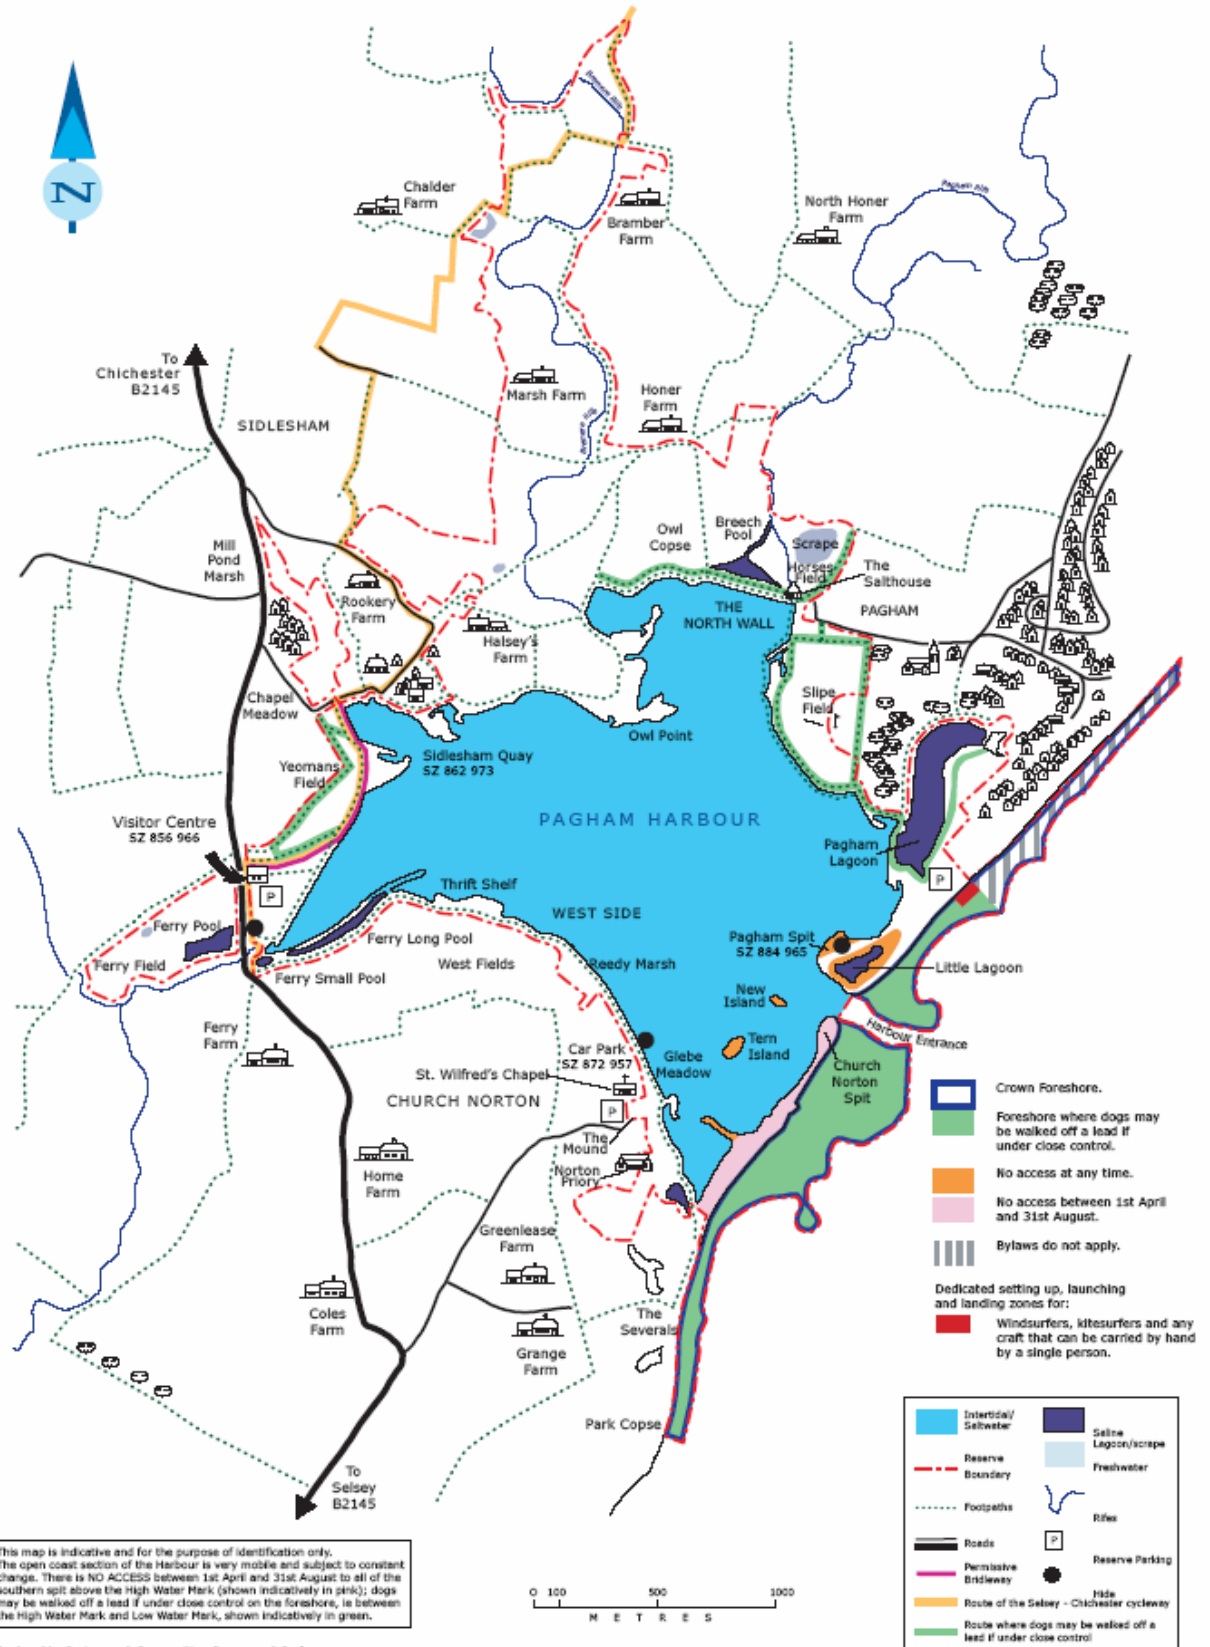 N
Chalder
Farm
Bramber
Farm
North Honer
Farm
Pagham Rife
To
Chichester
B2145
SIDLESHAM
Marsh Farm
Honer
Farm
Mill
Pond
Marsh
Owl
Copse
Breech
Pool
Scrape
Horses
Field
The
Salthouse
PAGHAM
Rookery
Farm
Halsey's
Farm
THE
NORTH WALL
Chapel
Meadow
Slipe
Field
Owl Point
Sidlesham Quay
SZ 862 973
Yeomans
Field
PAGHAM HARBOUR
Visitor Centre
SZ 856 966
Pagham
Lagoon
P
P
Thrift Shelf
WEST SIDE
Ferry Pool
Ferry Long Pool
Pagham Spit
SZ 884 965
Ferry Field
West Fields
Reedy Marsh
Little Lagoon
Ferry Small Pool
New
Island
Ferry
Farm
Harbour Entrance
Tern
Island
Car Park
SZ 872 957
Glebe
Meadow
St. Wilfred's Chapel
Church
Norton
Spit
CHURCH NORTON
P
The
Mound
Home
Farm
Norton
Priory
Greenlease
Farm
Coles
Farm
The
Severals
Grange
Farm
Park Copse
To
Selsey
B2145
Crown Foreshore.
Foreshore where dogs may
be walked off a lead if
under close control.
No access at any time.
No access between 1st April
and 31st August.
Bylaws do not apply.
Dedicated setting up, launching
and landing zones for:
Windsurfers, kitesurfers and any
craft that can be carried by hand
by a single person.
Intertidal/
Saltwater
Saline
Lagoon/scrape
Reserve
Boundary
Freshwater
Footpaths
Rifes
Roads
P
Reserve Parking
Permissive
Bridleway
Hide
Route of the Selsey - Chichester cycleway
Route where dogs may be walked off a
lead if under close control
This map is indicative and for the purpose of identification only.
The open coast section of the Harbour is very mobile and subject to constant
change. There is NO ACCESS between 1st April and 31st August to all of the
southern spit above the High Water Mark (shown indicatively in pink); dogs
may be walked off a lead if under close control on the foreshore, ie between
the High Water Mark and Low Water Mark, shown indicatively in green.
0 100 500 1000
METRES